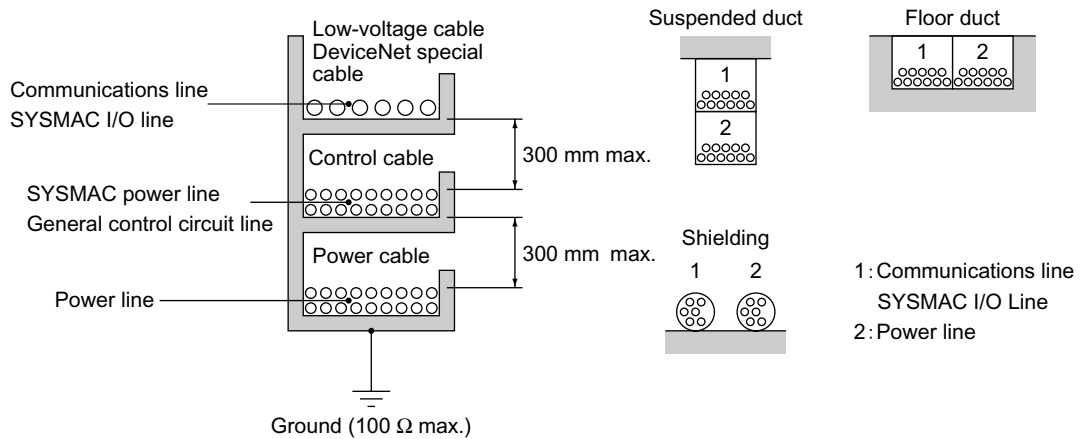 Low-voltage cable
DeviceNet special
cable
Communications line
SYSMAC I/O line
300 mm max.
Control cable
SYSMAC power line
General control circuit line
300 mm  max.
Power cable
Power line
Ground (100 Ω max.)
Suspended duct
1
2
Floor duct
1 2
Shielding
1 2
1: Communications line
SYSMAC I/O Line
2: Power line